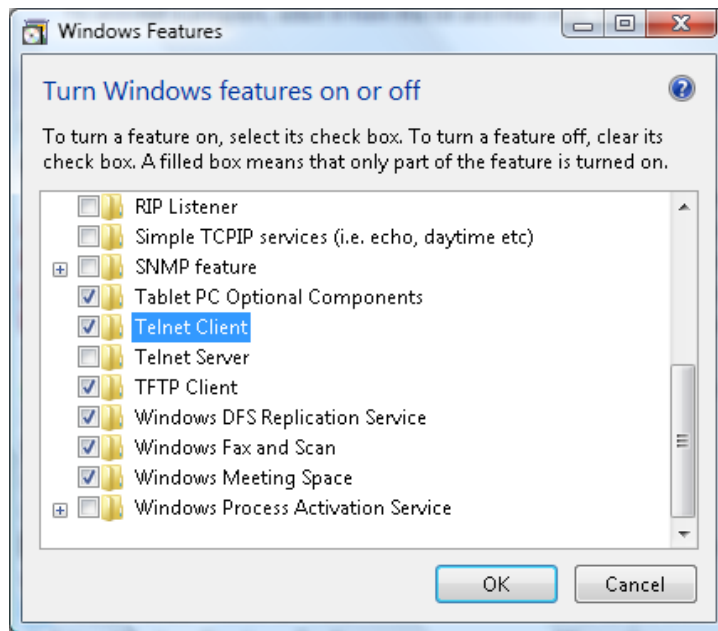 Windows Features
Turn Windows features on or off
To turn a feature on, select its check box. To turn a feature off, clear its
check box. A filled box means that only part of the feature is turned on.
RIP Listener
Simple TCPIP services (i.e. echo, daytime etc)
SNMP feature
Tablet PC Optional Components
Telnet Client
Telnet Server
TFTP Client
Windows DFS Replication Service
Windows Fax and Scan
Windows Meeting Space
Windows Process Activation Service
OK Cancel